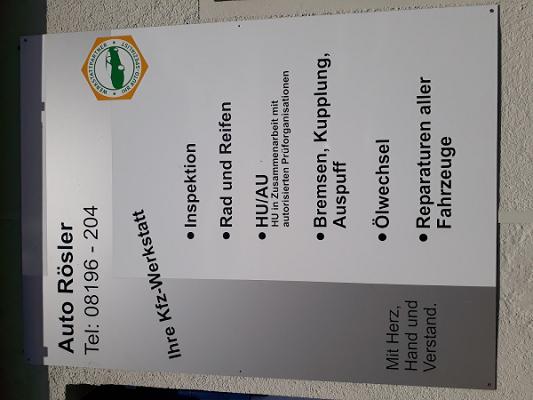 Auto Rösler
Tel: 08196 - 204
WERKSTATTPARTNER
Ihre Kfz-Werkstatt
• Inspektion
• Rad und Reifen
• HU/AU
HU in Zusammenarbeit mit
autorisierten Prüforganisationen
• Bremsen, Kupplung,
Auspuff
• Ölwechsel
• Reparaturen aller
Fahrzeuge
Mit Herz,
Hand und
Verstand.